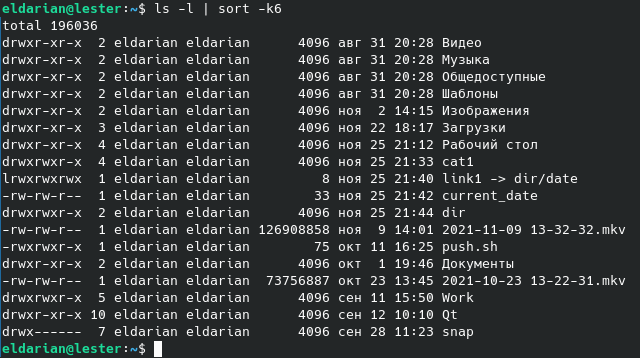 eldarian@lester:~$ ls -l | sort -k6
total 196036
drwxr-xr-x  2 eldarian eldarian      4096 авг 31 20:28 Видео
drwxr-xr-x  2 eldarian eldarian      4096 авг 31 20:28 Музыка
drwxr-xr-x  2 eldarian eldarian      4096 авг 31 20:28 Общедоступные
drwxr-xr-x  2 eldarian eldarian      4096 авг 31 20:28 Шаблоны
drwxr-xr-x  2 eldarian eldarian      4096 ноя  2 14:15 Изображения
drwxr-xr-x  3 eldarian eldarian      4096 ноя 22 18:17 Загрузки
drwxr-xr-x  4 eldarian eldarian      4096 ноя 25 21:12 Рабочий стол
drwxrwxr-x  4 eldarian eldarian      4096 ноя 25 21:33 cat1
lrwxrwxrwx  1 eldarian eldarian         8 ноя 25 21:40 link1 -> dir/date
-rw-rw-r--  1 eldarian eldarian        33 ноя 25 21:42 current_date
drwxrwxr-x  2 eldarian eldarian      4096 ноя 25 21:44 dir
-rw-rw-r--  1 eldarian eldarian 126908858 ноя  9 14:01 2021-11-09 13-32-32.mkv
-rwxrwxr-x  1 eldarian eldarian        75 окт 11 16:25 push.sh
drwxr-xr-x  2 eldarian eldarian      4096 окт  1 19:46 Документы
-rw-rw-r--  1 eldarian eldarian  73756887 окт 23 13:45 2021-10-23 13-22-31.mkv
drwxrwxr-x  5 eldarian eldarian      4096 сен 11 15:50 Work
drwxrwxr-x 10 eldarian eldarian      4096 сен 12 10:10 Qt
drwx------  7 eldarian eldarian      4096 сен 28 11:23 snap
eldarian@lester:~$